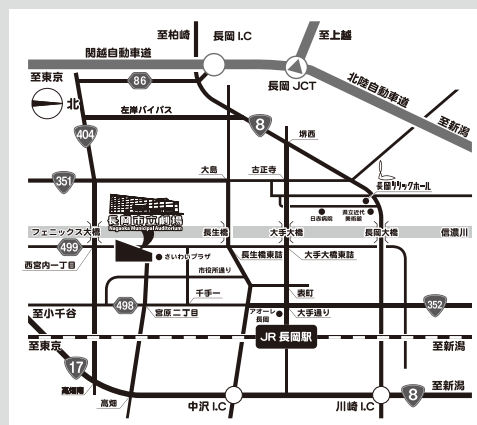 至柏崎
長岡 I.C
至上越
関越自動車道
至東京
86
長岡 JCT
北陸自動車道
北
左岸バイパス
8
至新潟
404
堺西
351
大島
古正寺
長岡リリックホール
長岡市立劇場
Nagaoka Municipal Auditorium
日赤病院
県立近代
美術館
フェニックス大橋
長生橋
大手大橋
長岡大橋
信濃川
499
さいわいプラザ
長生橋東詰
大手大橋東詰
西宮内一丁目
市役所通り
千手一
表町
至小千谷
498
宮原二丁目
アオーレ
長岡
大手通り
352
至東京
JR 長岡駅
至新潟
17
高畑南
高畑
中沢 I.C
川崎 I.C
8
至新潟